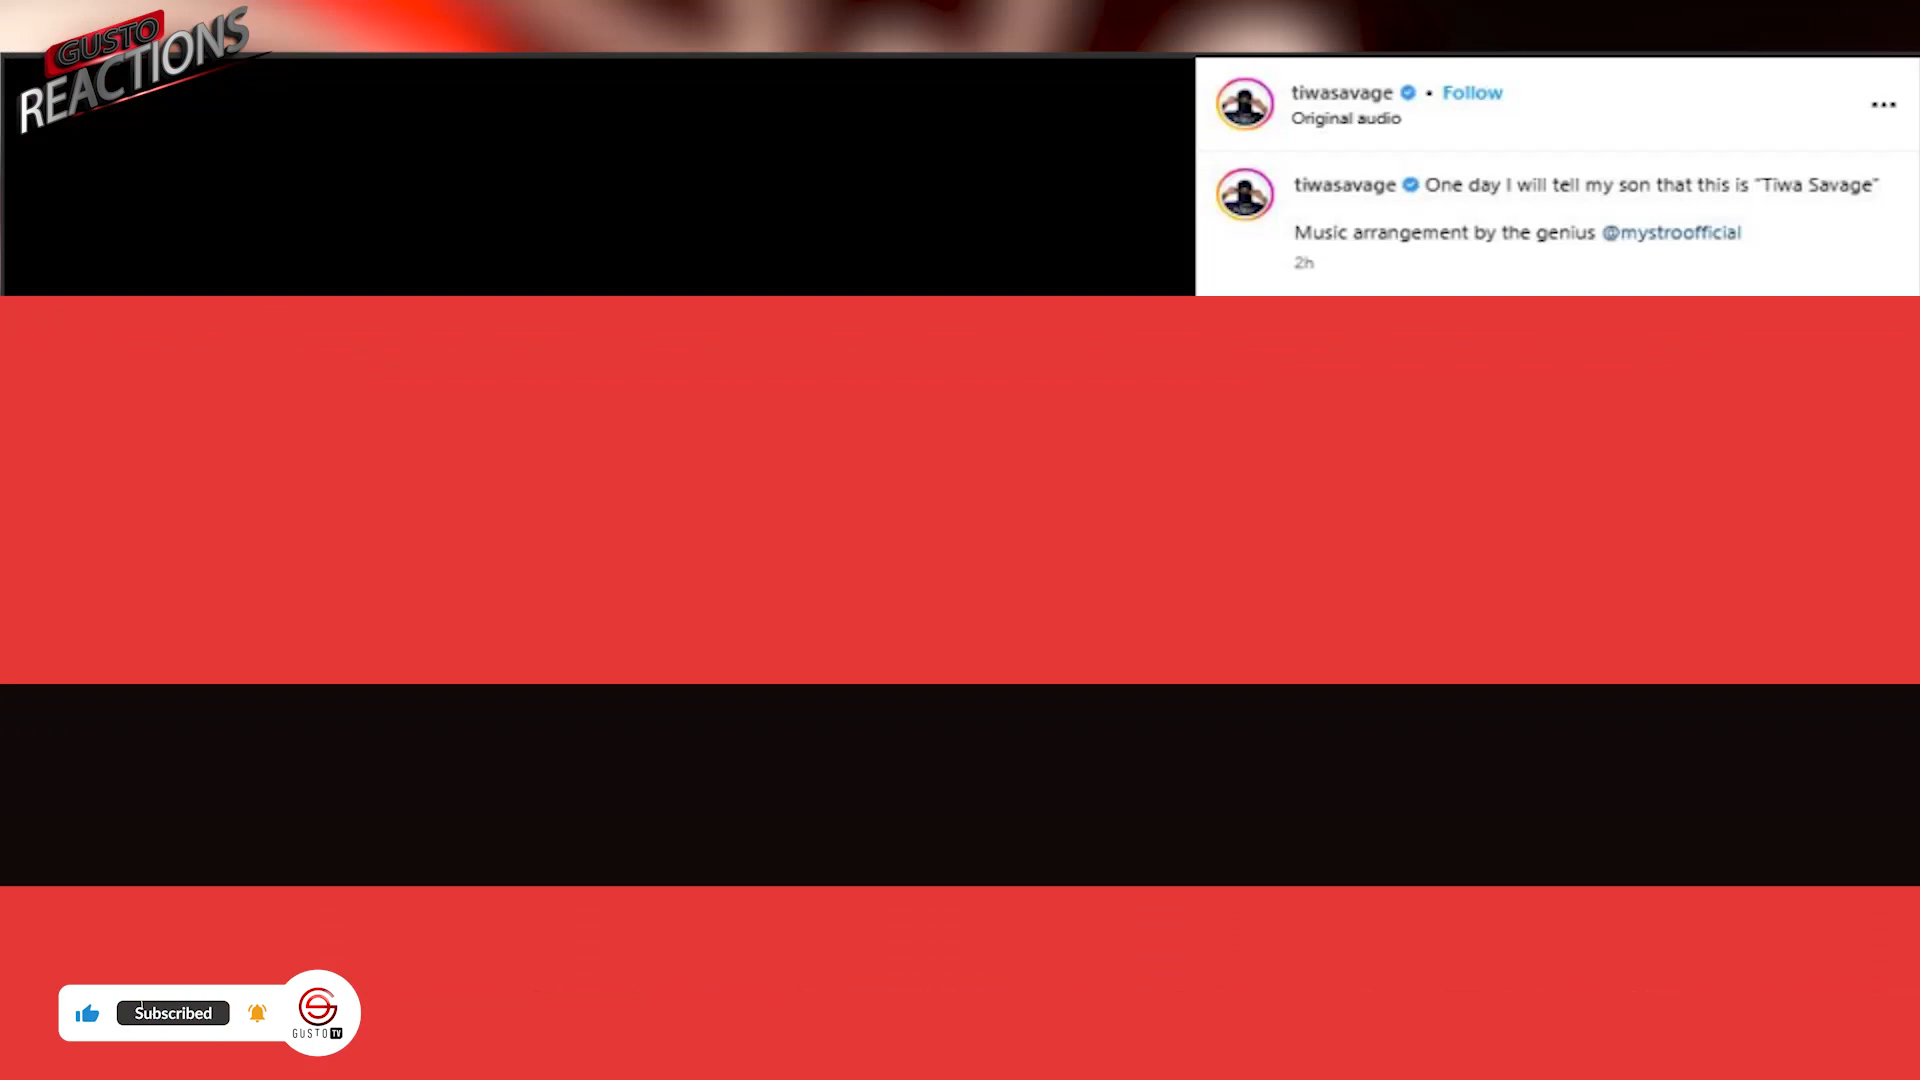 GUSTO
REACTIONS
tiwasavage • Follow
Original audio
tiwasavage One day I will tell my son that this is "Tiwa Savage"
Music arrangement by the genius @mystroofficial
2h
Subscribed
GUSTO TV